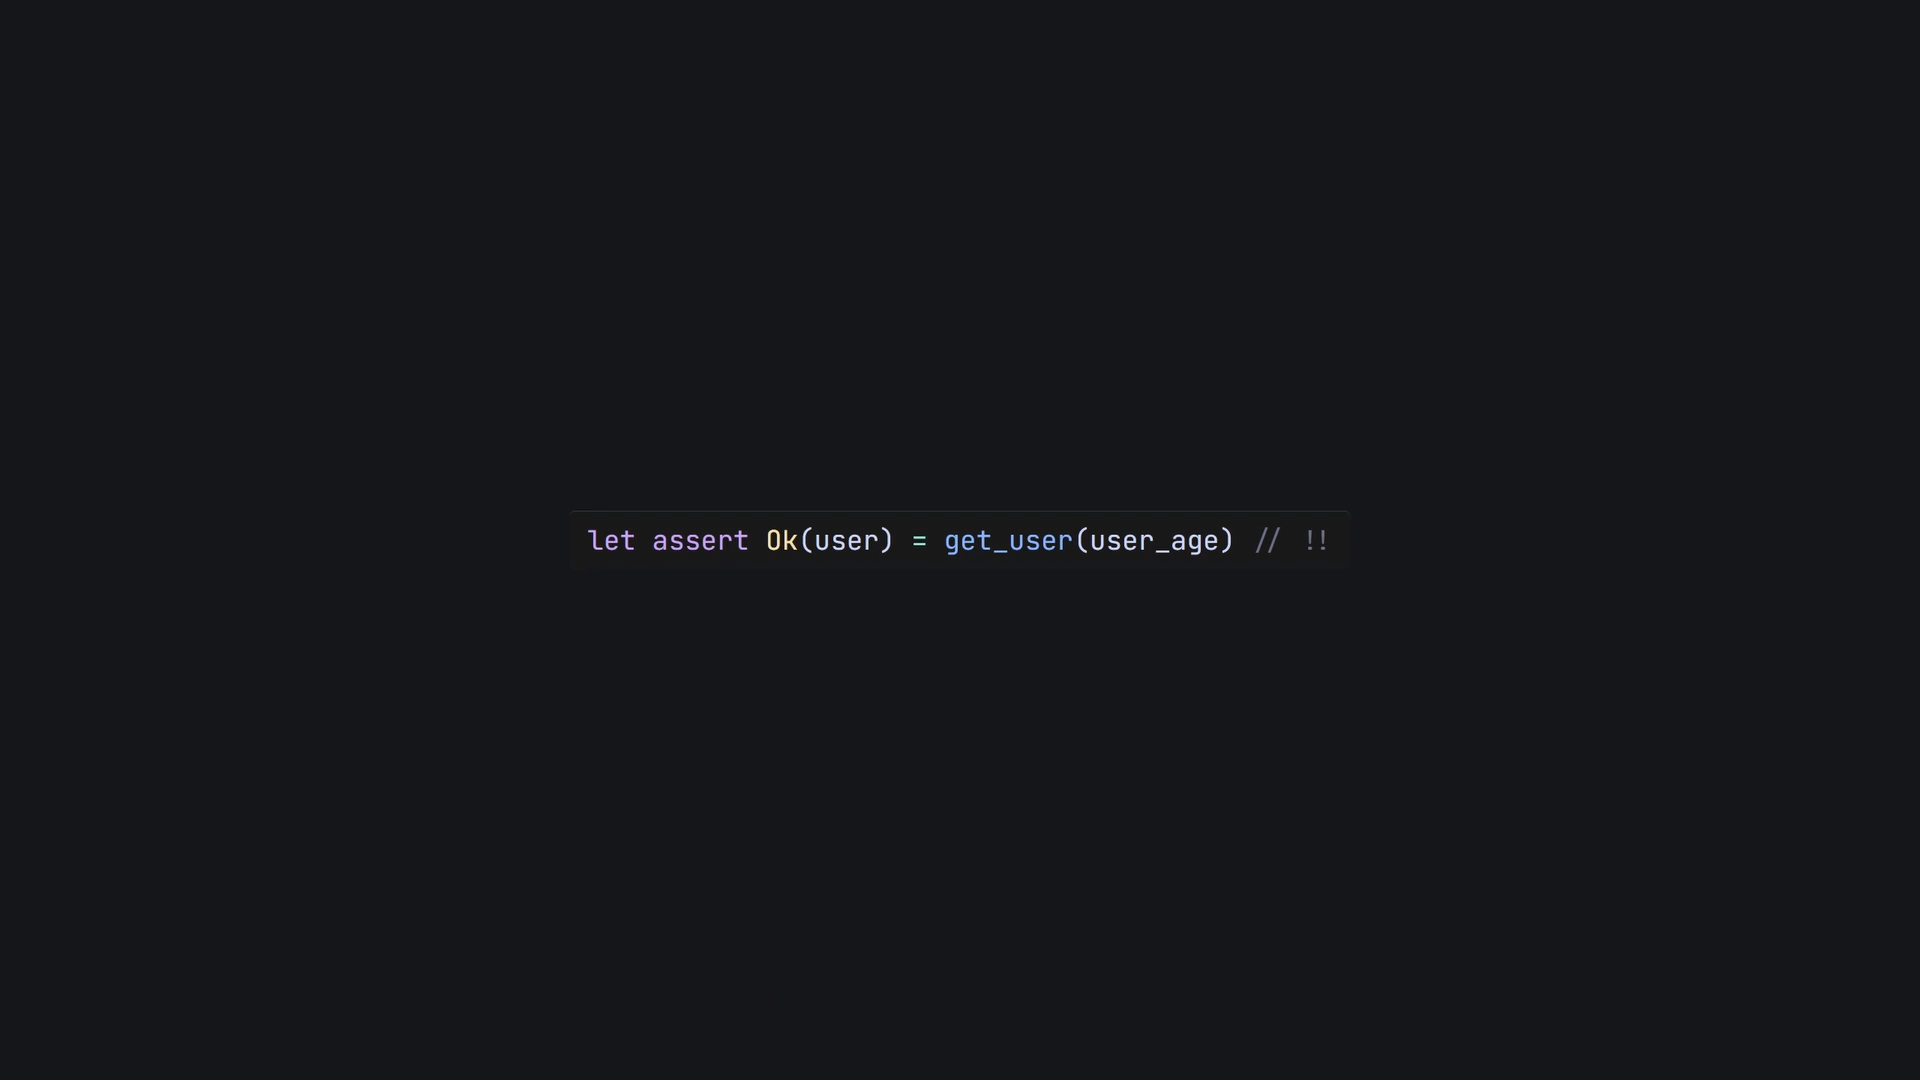 let assert Ok(user) = get_user(user_age) // !!